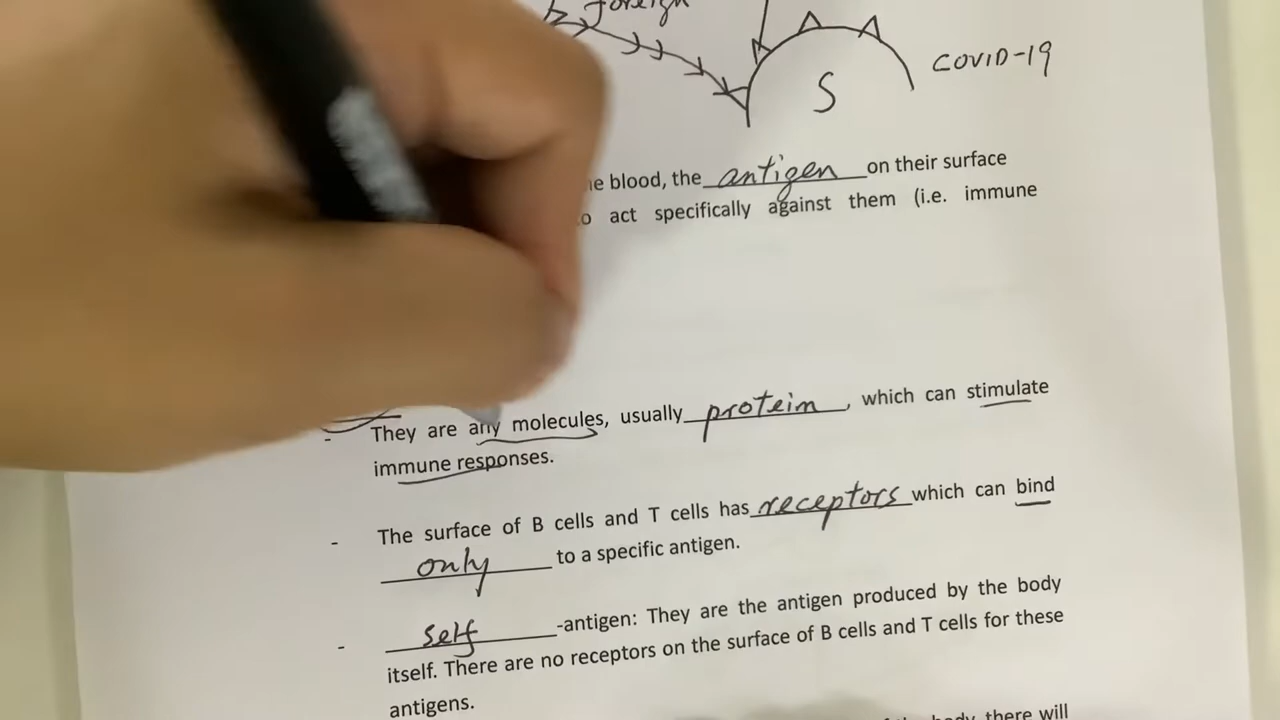 foreign
COVID-19
S
blood, the antigen on their surface
act specifically against them (i.e. immune
- They are any molecules, usually protein, which can stimulate
immune responses.
- The surface of B cells and T cells has receptors which can bind
only to a specific antigen.
- self -antigen: They are the antigen produced by the body
itself. There are no receptors on the surface of B cells and T cells for these
antigens.
body, there will